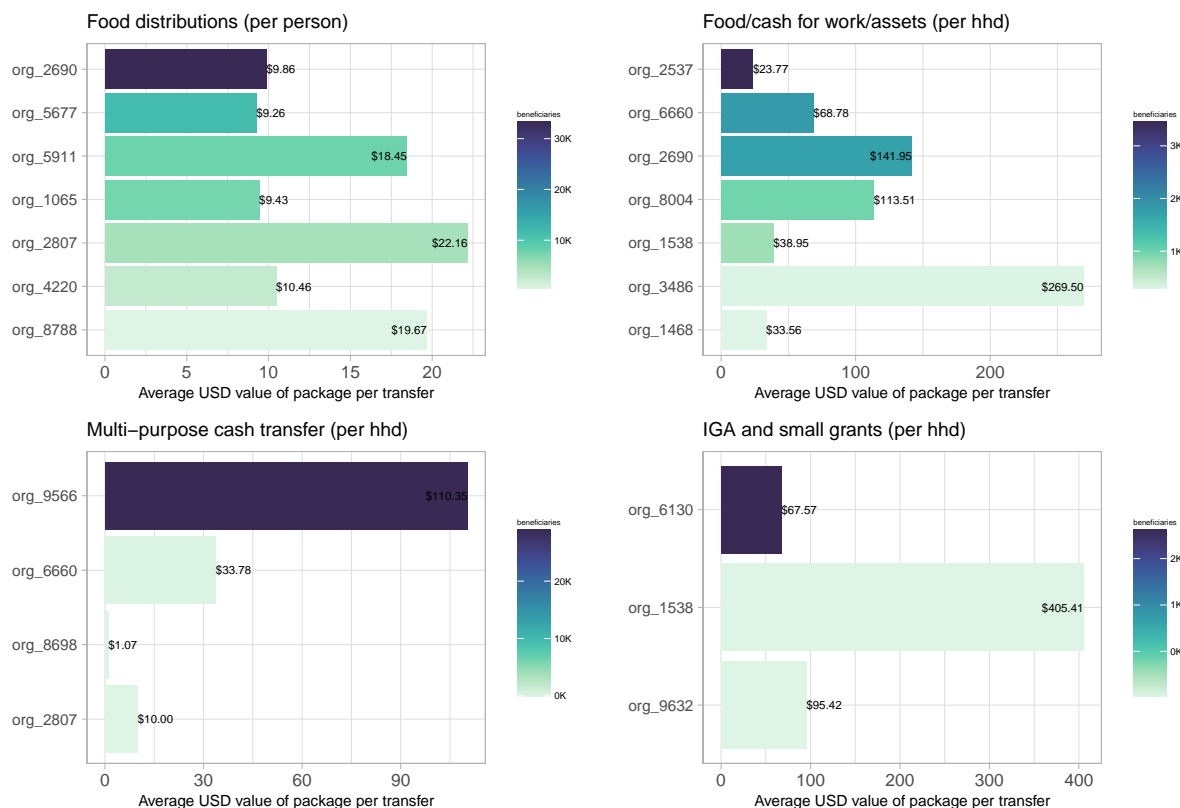 Food distributions (per person)
org_2690
org_5677
org_5911
org_1065
org_2807
org_4220
org_8788
$9.86
$9.26
$18.45
$9.43
$22.16
$10.46
$19.67
0
5
10
15
20
Average USD value of package per transfer
beneficiaries
30K
20K
10K
Food/cash for work/assets (per hhd)
org_2537
org_6660
org_2690
org_8004
org_1538
org_3486
org_1468
$23.77
$68.78
$141.95
$113.51
$38.95
$269.50
$33.56
0
100
200
Average USD value of package per transfer
beneficiaries
3K
2K
1K
Multi−purpose cash transfer (per hhd)
org_9566
org_6660
org_8698
org_2807
$110.35
$33.78
$1.07
$10.00
0
30
60
90
Average USD value of package per transfer
beneficiaries
20K
10K
0K
IGA and small grants (per hhd)
org_6130
org_1538
org_9632
$67.57
$405.41
$95.42
0
100
200
300
400
Average USD value of package per transfer
beneficiaries
2K
1K
0K